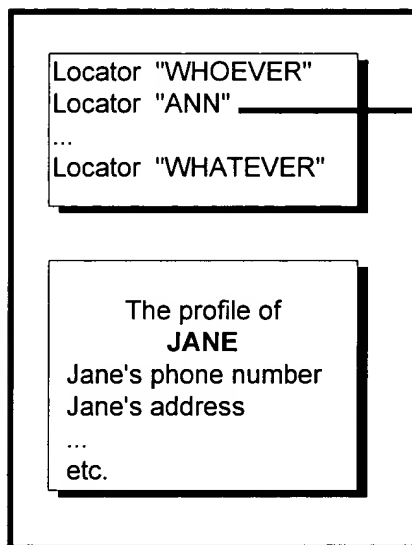 Locator "WHOEVER"
Locator "ANN"
...
Locator "WHATEVER"
The profile of
JANE
Jane's phone number
Jane's address
...
etc.